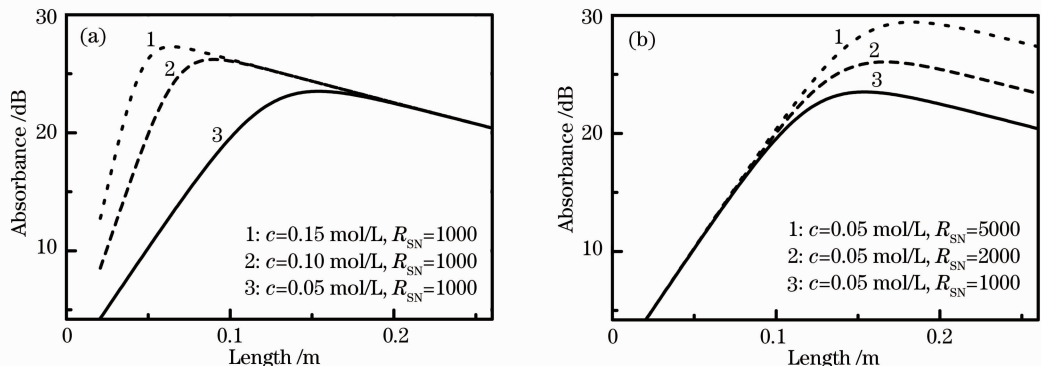 30
(a)
1
2
3
20
10
Absorbance /dB
1: c=0.15 mol/L, R_SN=1000
2: c=0.10 mol/L, R_SN=1000
3: c=0.05 mol/L, R_SN=1000
0 0.1 0.2
Length /m
30
(b)
1
2
3
20
10
Absorbance /dB
1: c=0.05 mol/L, R_SN=5000
2: c=0.05 mol/L, R_SN=2000
3: c=0.05 mol/L, R_SN=1000
0 0.1 0.2
Length /m